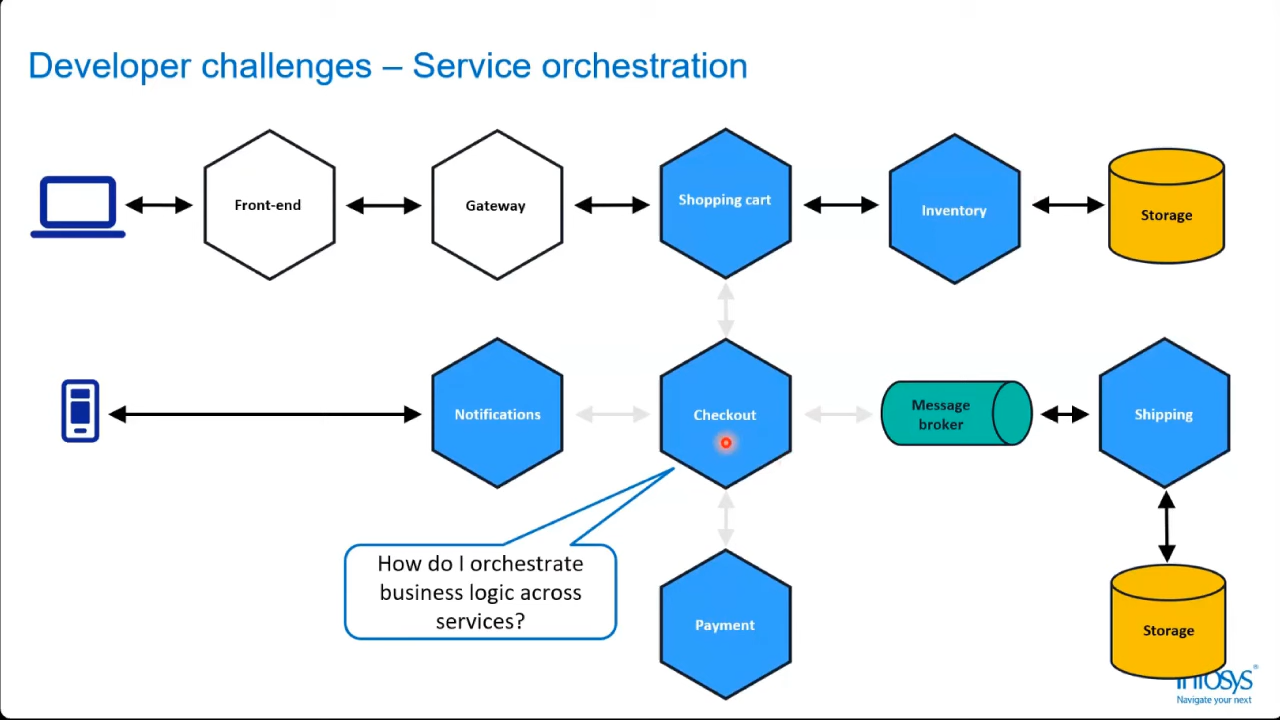 Developer challenges – Service orchestration
Front-end
Gateway
Shopping cart
Inventory
Storage
Notifications
Checkout
Message
broker
Shipping
How do I orchestrate
business logic across
services?
Payment
Storage
Infosys®
Navigate your next